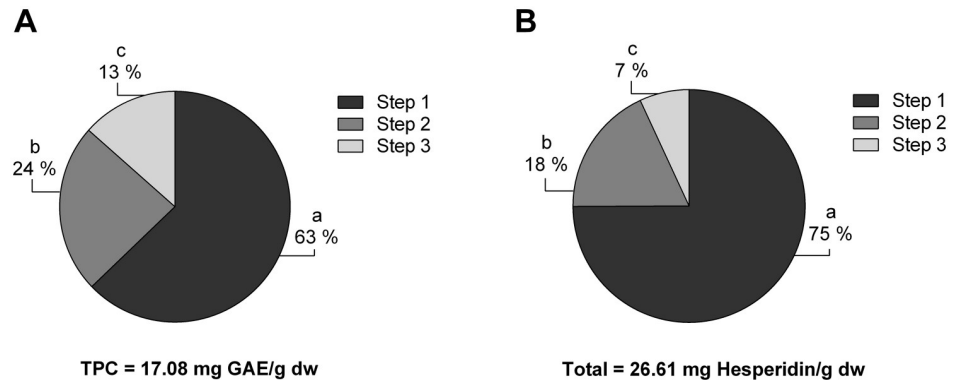 A
c
13 %
b
24 %
a
63 %
Step 1
Step 2
Step 3
TPC = 17.08 mg GAE/g dw
B
c
7 %
b
18 %
a
75 %
Step 1
Step 2
Step 3
Total = 26.61 mg Hesperidin/g dw